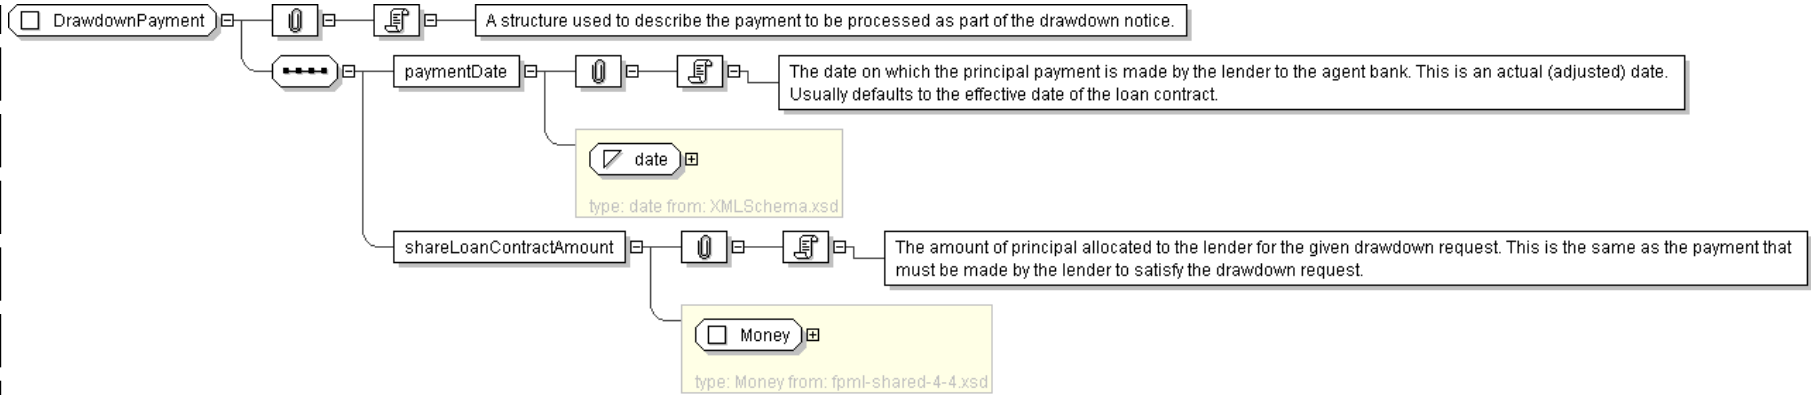 DrawdownPayment
A structure used to describe the payment to be processed as part of the drawdown notice.
paymentDate
The date on which the principal payment is made by the lender to the agent bank. This is an actual (adjusted) date.
Usually defaults to the effective date of the loan contract.
date
type: date from: XMLSchema.xsd
shareLoanContractAmount
The amount of principal allocated to the lender for the given drawdown request. This is the same as the payment that
must be made by the lender to satisfy the drawdown request.
Money
type: Money from: fpml-shared-4-4.xsd